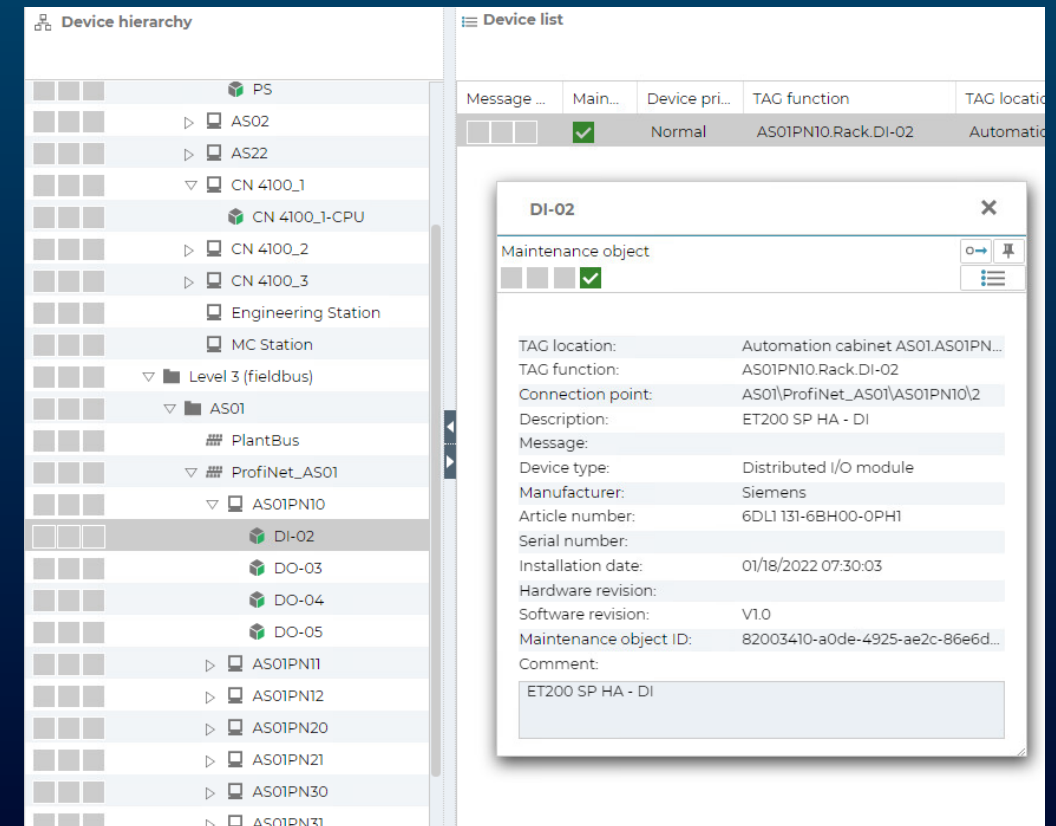 Device hierarchy
PS
AS02
AS22
CN 4100_1
CN 4100_1-CPU
CN 4100_2
CN 4100_3
Engineering Station
MC Station
Level 3 (fieldbus)
AS01
PlantBus
ProfiNet_AS01
AS01PN10
DI-02
DO-03
DO-04
DO-05
AS01PN11
AS01PN12
AS01PN20
AS01PN21
AS01PN30
AS01PN31
Device list
Message ... Main... Device pri... TAG function TAG locatio
Normal AS01PN10.Rack.DI-02 Automatic
DI-02
Maintenance object
TAG location: Automation cabinet AS01.AS01PN...
TAG function: AS01PN10.Rack.DI-02
Connection point: AS01\ProfiNet_AS01\AS01PN10\2
Description: ET200 SP HA - DI
Message:
Device type: Distributed I/O module
Manufacturer: Siemens
Article number: 6DL1 131-6BH00-0PH1
Serial number:
Installation date: 01/18/2022 07:30:03
Hardware revision:
Software revision: V1.0
Maintenance object ID: 82003410-a0de-4925-ae2c-86e6d...
Comment:
ET200 SP HA - DI